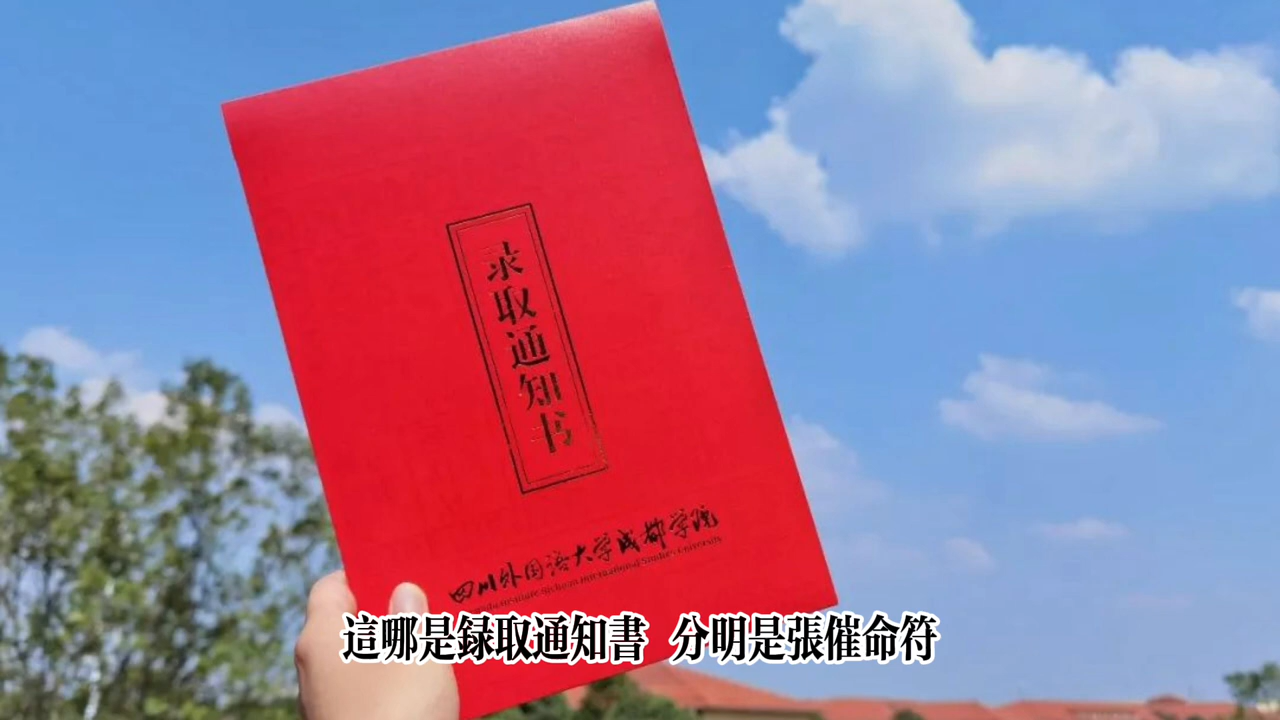 录取通知书
四川外国语大学成都学院
這哪是録取通知書 分明是張催命符